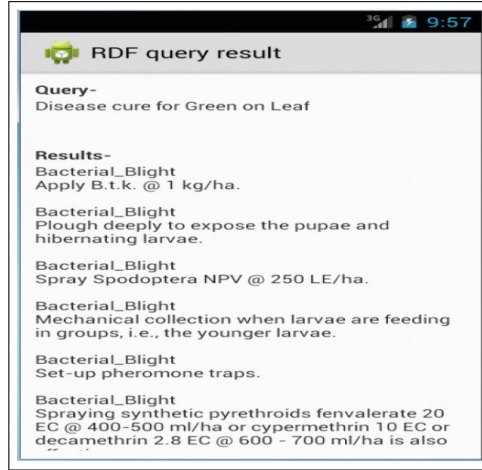 3G 9:57
RDF query result
Query-
Disease cure for Green on Leaf
Results-
Bacterial_Blight
Apply B.t.k. @ 1 kg/ha.
Bacterial_Blight
Plough deeply to expose the pupae and
hibernating larvae.
Bacterial_Blight
Spray Spodoptera NPV @ 250 LE/ha.
Bacterial_Blight
Mechanical collection when larvae are feeding
in groups, i.e., the younger larvae.
Bacterial_Blight
Set-up pheromone traps.
Bacterial_Blight
Spraying synthetic pyrethroids fenvalerate 20
EC @ 400-500 ml/ha or cypermethrin 10 EC or
decamethrin 2.8 EC @ 600 - 700 ml/ha is also